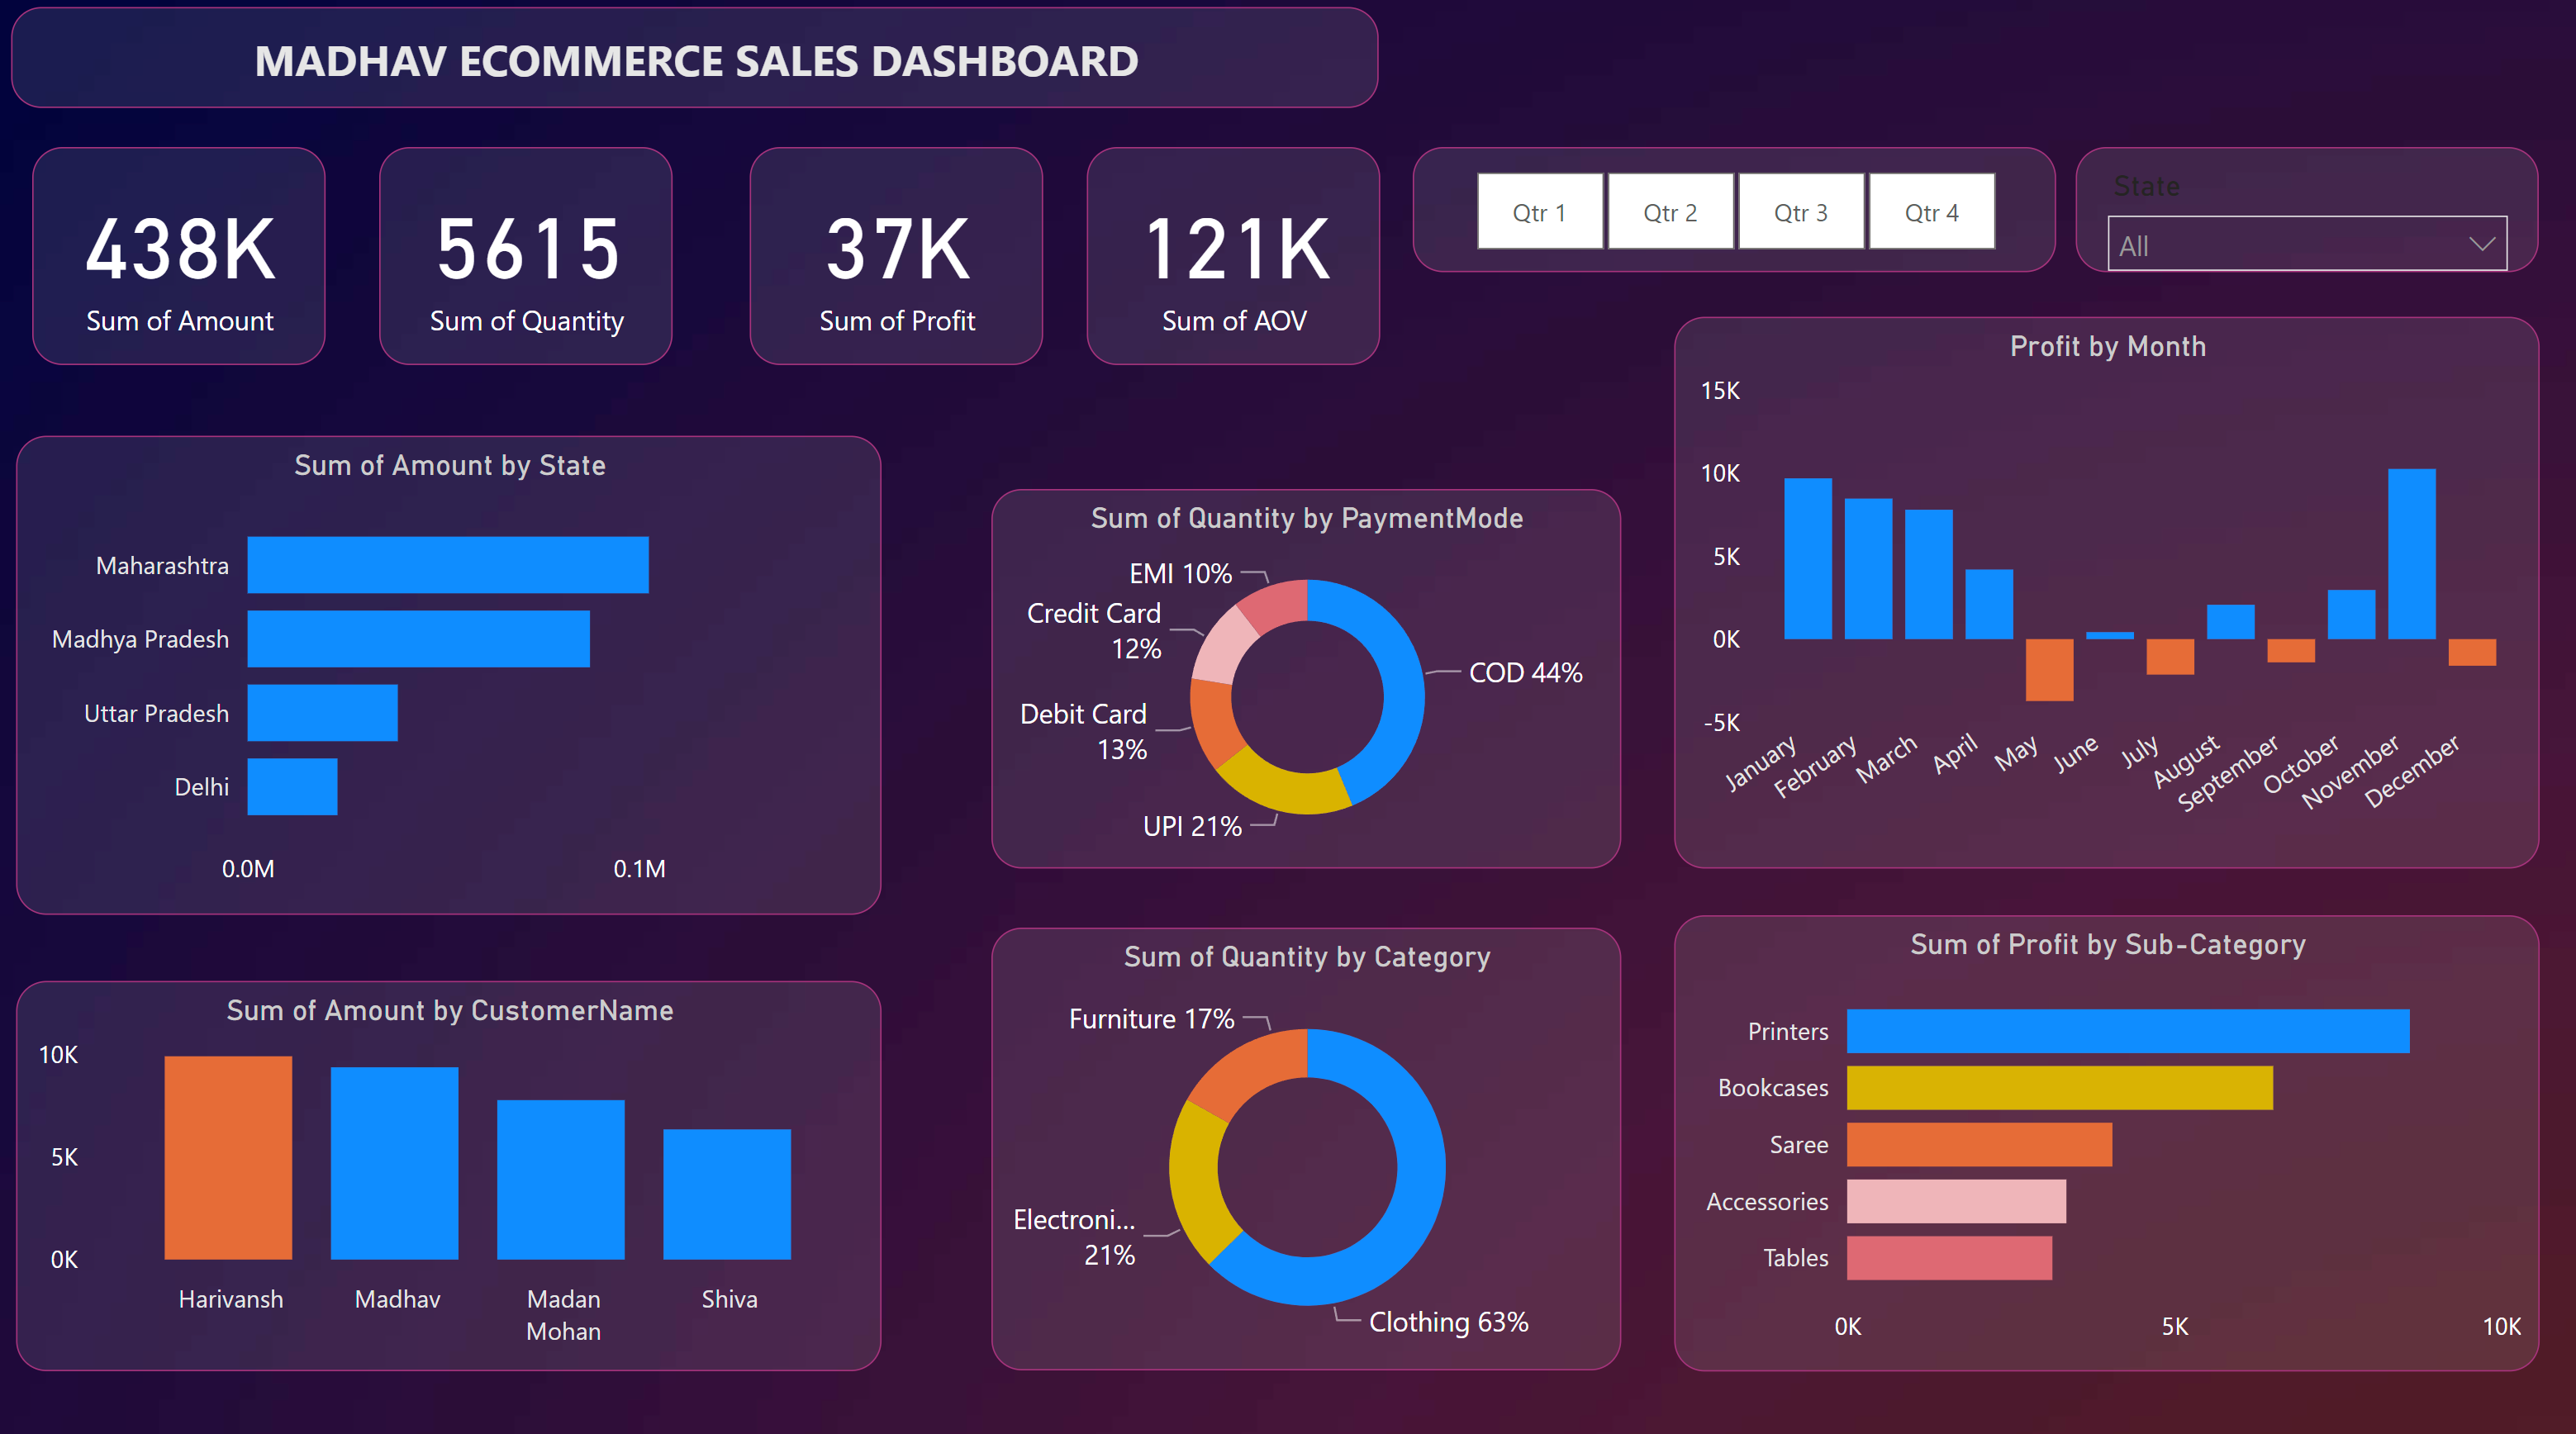 MADHAV ECOMMERCE SALES DASHBOARD
438K
Sum of Amount
5615
Sum of Quantity
37K
Sum of Profit
121K
Sum of AOV
Qtr 1
Qtr 2
Qtr 3
Qtr 4
State
All
Sum of Amount by State
Maharashtra
Madhya Pradesh
Uttar Pradesh
Delhi
0.0M
0.1M
Sum of Quantity by PaymentMode
EMI 10%
Credit Card
12%
Debit Card
13%
UPI 21%
COD 44%
Profit by Month
15K
10K
5K
0K
-5K
January
February
March
April
May
June
July
August
September
October
November
December
Sum of Amount by CustomerName
10K
5K
0K
Harivansh
Madhav
Madan
Mohan
Shiva
Sum of Quantity by Category
Furniture 17%
Electroni...
21%
Clothing 63%
Sum of Profit by Sub-Category
Printers
Bookcases
Saree
Accessories
Tables
0K
5K
10K